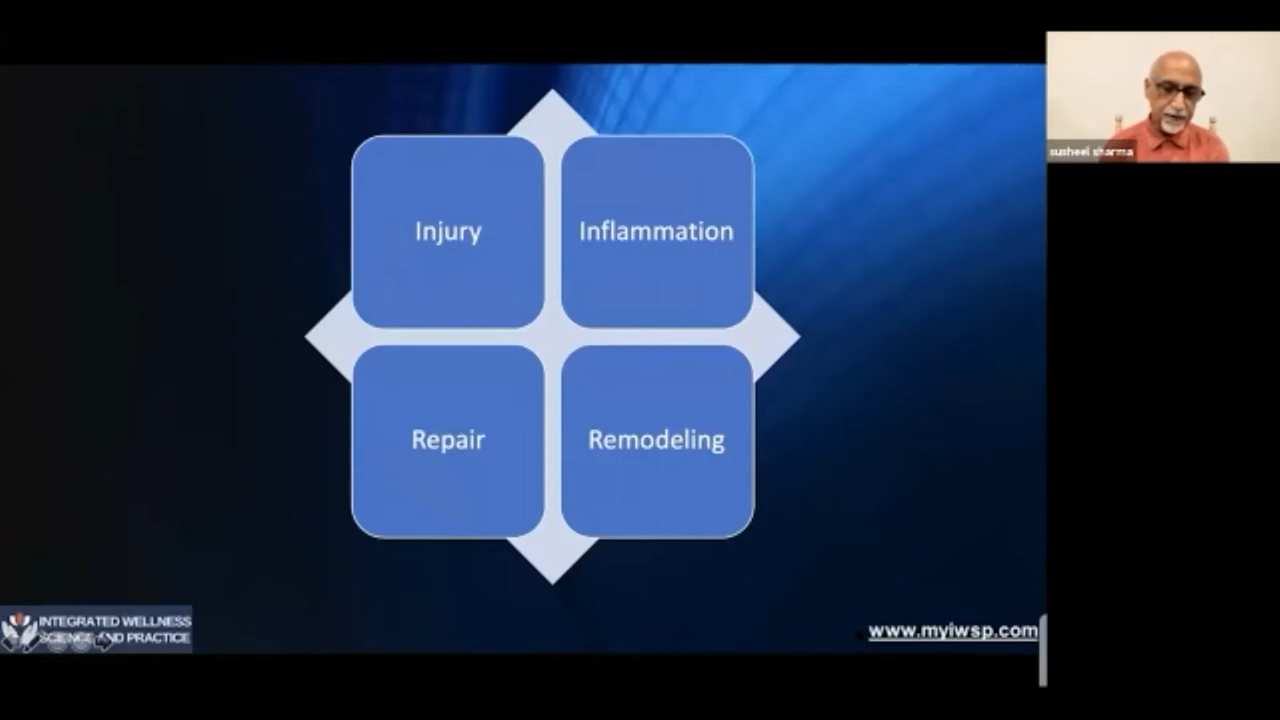 Injury
Inflammation
Repair
Remodeling
susheel sharma
INTEGRATED WELLNESS
SCIENCE AND PRACTICE
www.myiwsp.com